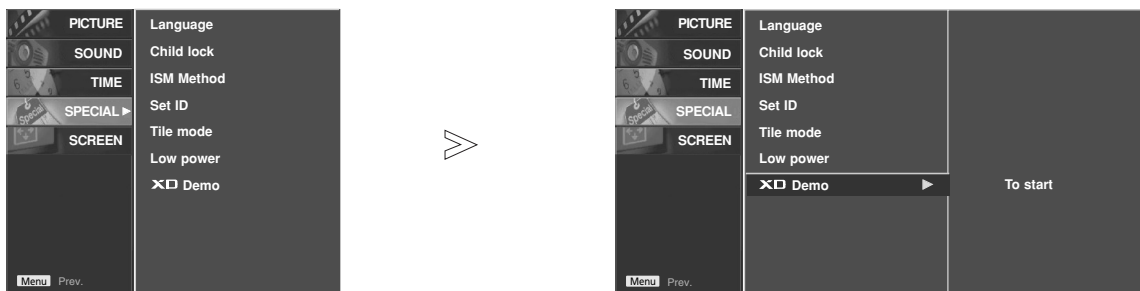 PICTURE
SOUND
TIME
SPECIAL ►
SCREEN
Language
Child lock
ISM Method
Set ID
Tile mode
Low power
XD Demo
Menu Prev.
PICTURE
SOUND
TIME
SPECIAL
SCREEN
Language
Child lock
ISM Method
Set ID
Tile mode
Low power
XD Demo ► To start
Menu Prev.